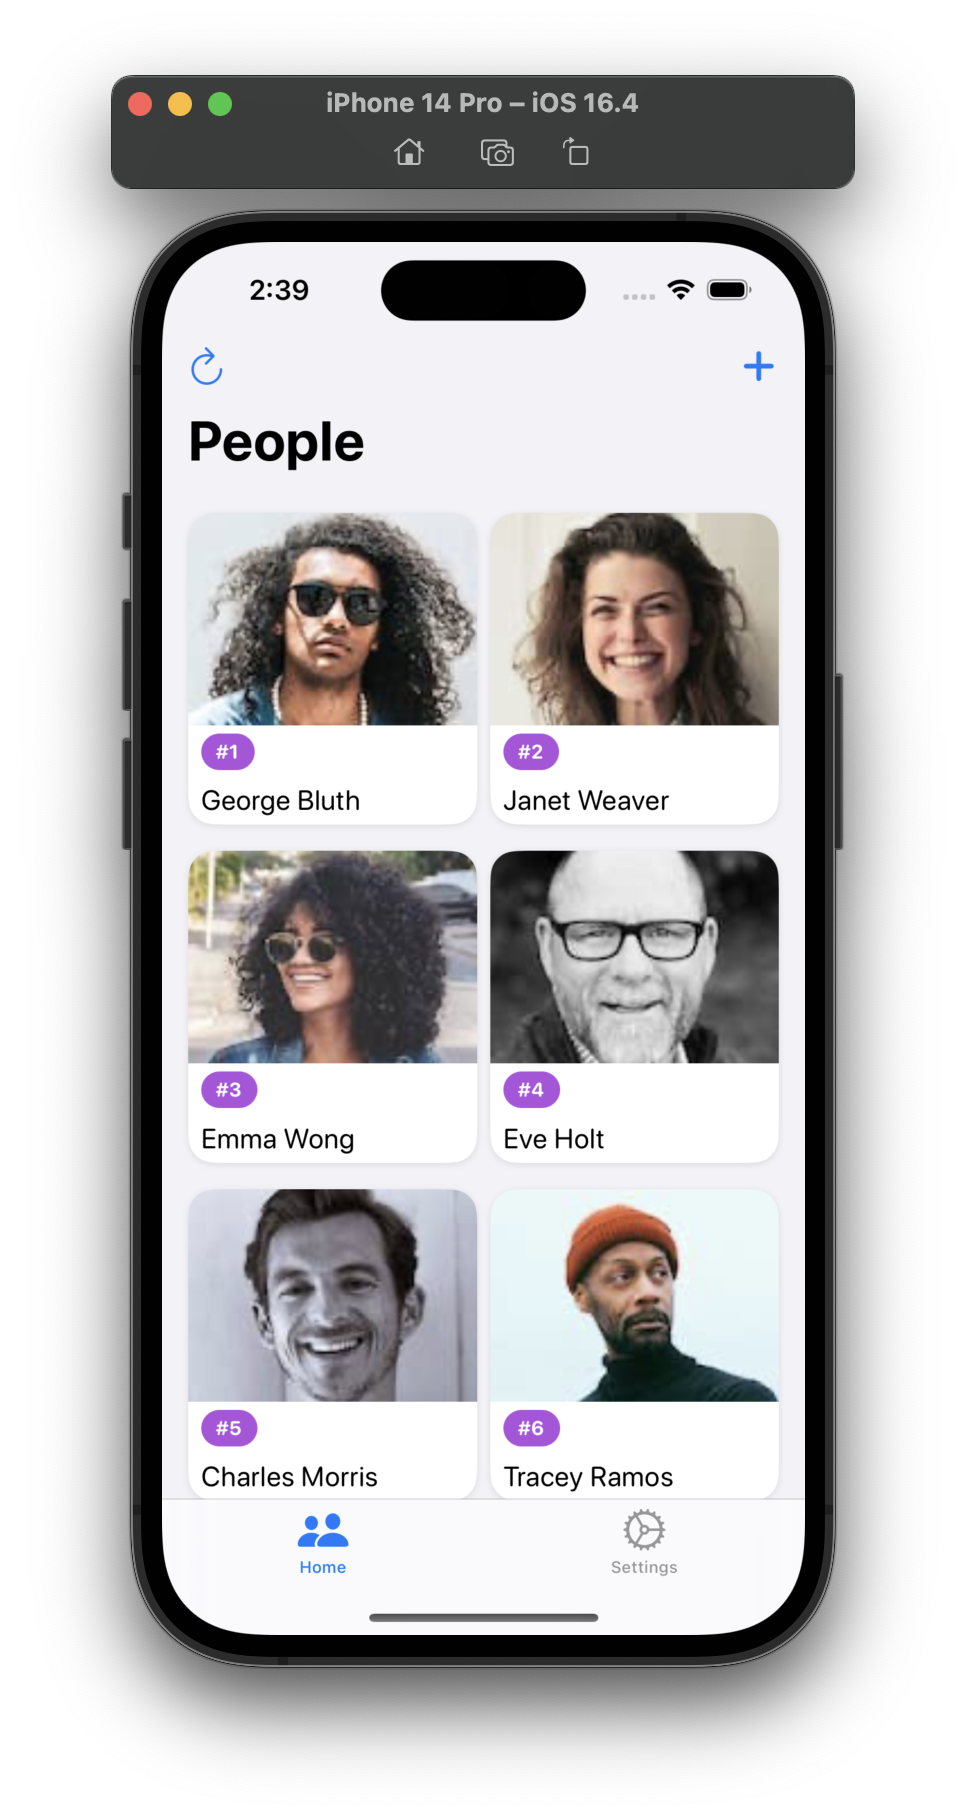 iPhone 14 Pro – iOS 16.4
2:39
People
#1
George Bluth
#2
Janet Weaver
#3
Emma Wong
#4
Eve Holt
#5
Charles Morris
#6
Tracey Ramos
Home
Settings